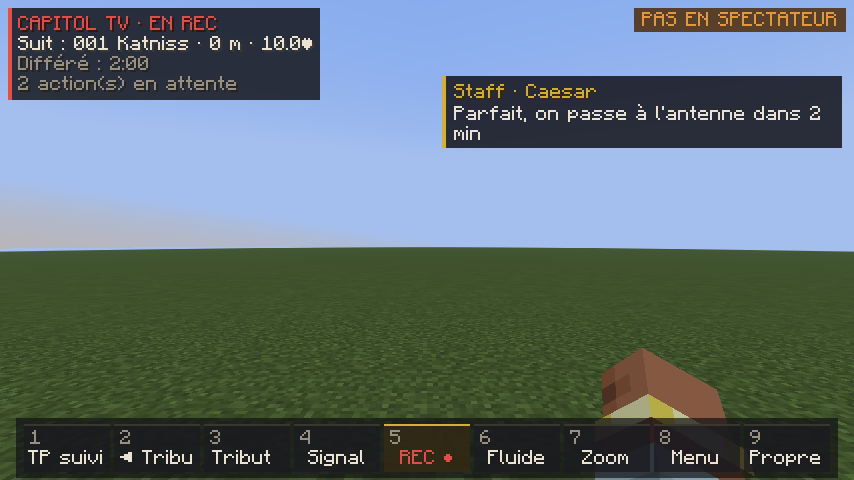 CAPITOL TV · EN REC
Suit : 001 Katniss · 0 m · 10.0♥
Différé : 2:00
2 action(s) en attente
PAS EN SPECTATEUR
Staff · Caesar
Parfait, on passe à l'antenne dans 2
min
1 2 3 4 5 6 7 8 9
TP suivi ◄ Tribu Tribut Signal REC ● Fluide Zoom Menu Propre